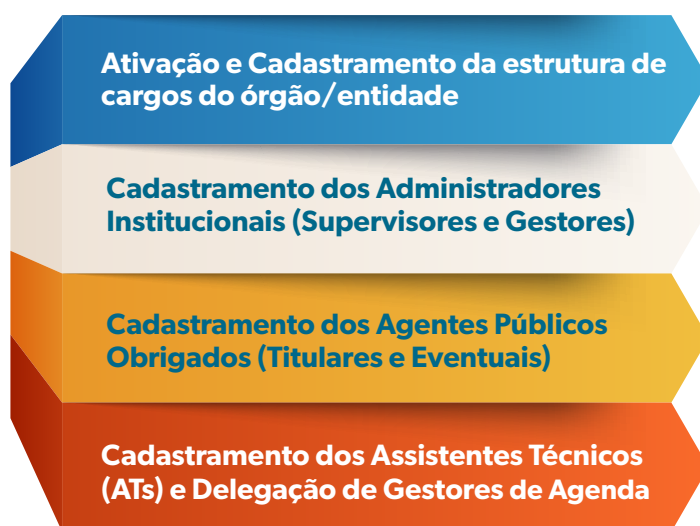 Ativação e Cadastramento da estrutura de
cargos do órgão/entidade
Cadastramento dos Administradores
Institucionais (Supervisores e Gestores)
Cadastramento dos Agentes Públicos
Obrigados (Titulares e Eventuais)
Cadastramento dos Assistentes Técnicos
(ATs) e Delegação de Gestores de Agenda